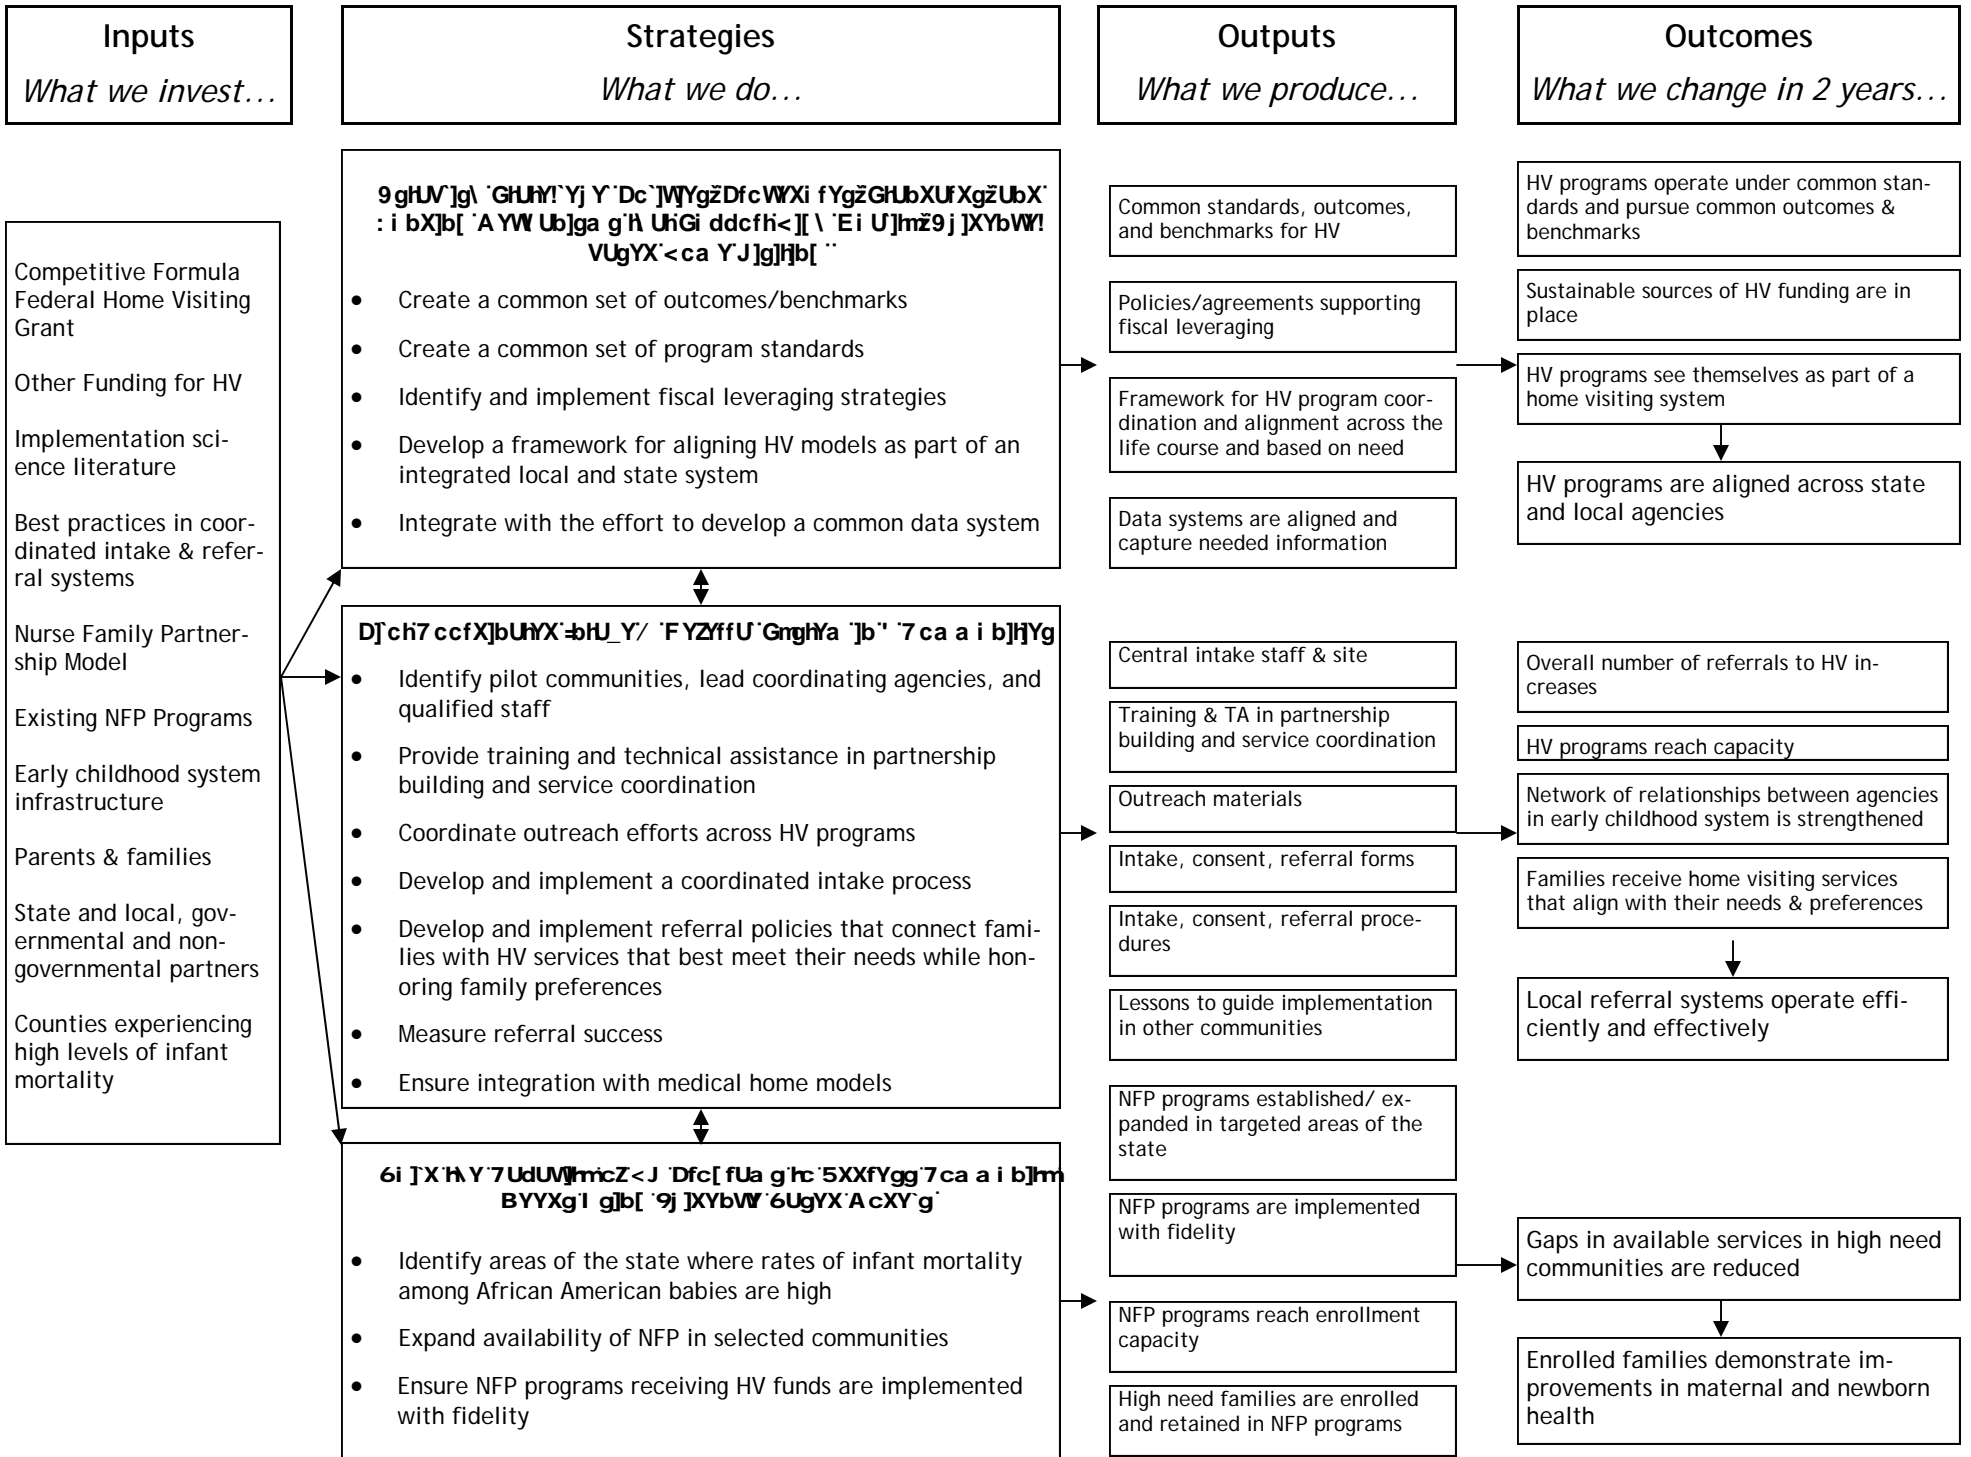 Inputs
What we invest...
Strategies
What we do...
Outputs
What we produce...
Outcomes
What we change in 2 years...
Competitive Formula
Federal Home Visiting
Grant
Other Funding for HV
Implementation sci-
ence literature
Best practices in coor-
dinated intake & refer-
ral systems
Nurse Family Partner-
ship Model
Existing NFP Programs
Early childhood system
infrastructure
Parents & families
State and local, gov-
ernmental and non-
governmental partners
Counties experiencing
high levels of infant
mortality
• Create a common set of outcomes/benchmarks
• Create a common set of program standards
• Identify and implement fiscal leveraging strategies
• Develop a framework for aligning HV models as part of an
integrated local and state system
• Integrate with the effort to develop a common data system
• Identify pilot communities, lead coordinating agencies, and
qualified staff
• Provide training and technical assistance in partnership
building and service coordination
• Coordinate outreach efforts across HV programs
• Develop and implement a coordinated intake process
• Develop and implement referral policies that connect fami-
lies with HV services that best meet their needs while hon-
oring family preferences
• Measure referral success
• Ensure integration with medical home models
• Identify areas of the state where rates of infant mortality
among African American babies are high
• Expand availability of NFP in selected communities
• Ensure NFP programs receiving HV funds are implemented
with fidelity
Common standards, outcomes,
and benchmarks for HV
Policies/agreements supporting
fiscal leveraging
Framework for HV program coor-
dination and alignment across the
life course and based on need
Data systems are aligned and
capture needed information
Central intake staff & site
Training & TA in partnership
building and service coordination
Outreach materials
Intake, consent, referral forms
Intake, consent, referral proce-
dures
Lessons to guide implementation
in other communities
NFP programs established/ ex-
panded in targeted areas of the
state
NFP programs are implemented
with fidelity
NFP programs reach enrollment
capacity
High need families are enrolled
and retained in NFP programs
HV programs operate under common stan-
dards and pursue common outcomes &
benchmarks
Sustainable sources of HV funding are in
place
HV programs see themselves as part of a
home visiting system
HV programs are aligned across state
and local agencies
Overall number of referrals to HV in-
creases
HV programs reach capacity
Network of relationships between agencies
in early childhood system is strengthened
Families receive home visiting services
that align with their needs & preferences
Local referral systems operate effi-
ciently and effectively
Gaps in available services in high need
communities are reduced
Enrolled families demonstrate im-
provements in maternal and newborn
health